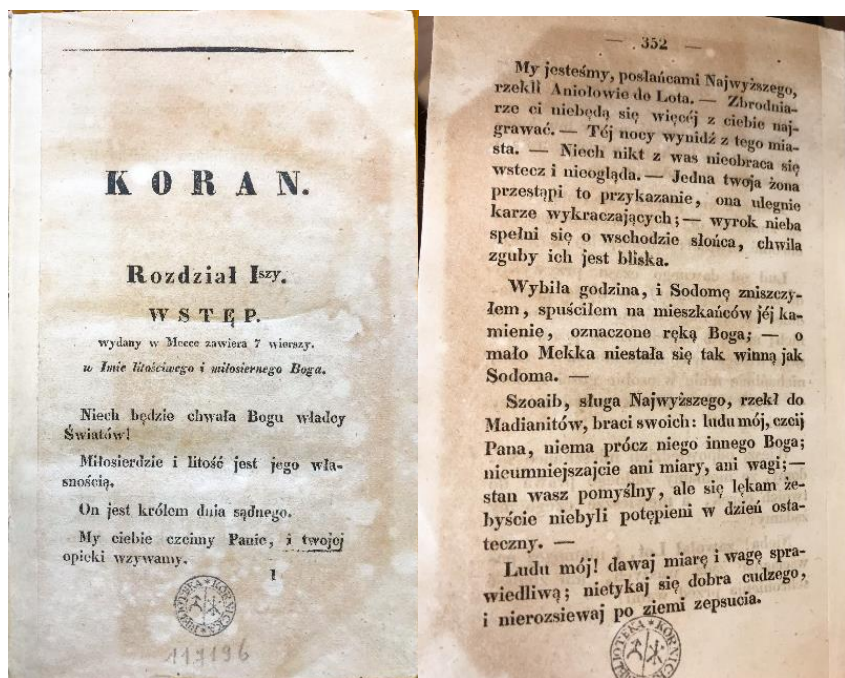 KORAN.
Rozdział Iszy.
WSTĘP.
wydany w Mecce zawiera 7 wierszy.
w Imie litościwego i miłosiernego Boga.
Niech będzie chwała Bogu władcy
Światów!
Miłosierdzie i litość jest jego wła-
snością.
On jest królem dnia sądnego.
My ciebie czcimy Panie, i twojej
opieki wzywamy.
1
BIBLIOTEKA KÓRNICKA
117196
— 352 —
My jesteśmy, posłańcami Najwyższego,
rzekli Aniołowie do Lota. — Zbrodnia-
rze ci niebędą się więcéj z ciebie naj-
grawać. — Téj nocy wynidź z tego mia-
sta. — Niech nikt z was nieobraca się
wstecz i nieogląda. — Jedna twoja żona
przestąpi to przykazanie, ona ulegnie
karze wykraczających; — wyrok nieba
spełni się o wschodzie słońca, chwila
zguby ich jest bliska.
Wybiła godzina, i Sodomę zniszczy-
łem, spuściłem na mieszkańców jéj ka-
mienie, oznaczone ręką Boga; — o
mało Mekka niestała się tak winną jak
Sodoma. —
Szoaib, sługa Najwyższego, rzekł do
Madianitów, braci swoich: ludu mój, czcij
Pana, niema prócz niego innego Boga;
nieumniejszajcie ani miary, ani wagi; —
stan wasz pomyślny, ale się lękam że-
byście niebyli potępieni w dzień osta-
teczny. —
Ludu mój! dawaj miarę i wagę spra-
wiedliwą; nietykaj się dobra cudzego,
i nierozsiewaj po ziemi zepsucia.
BIBLIOTEKA KÓRNICK